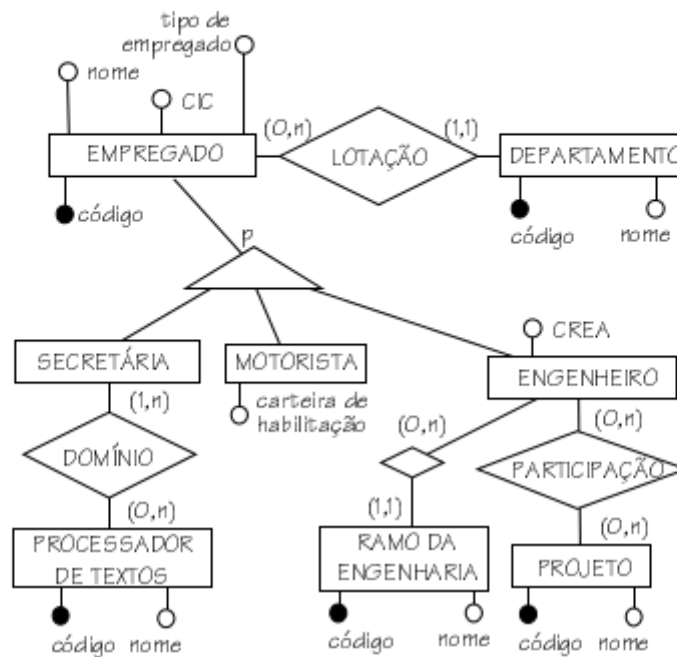 tipo de
empregado
nome
CIC
(0,n)
(1,1)
EMPREGADO
LOTAÇÃO
DEPARTAMENTO
código
código
nome
p
CREA
SECRETÁRIA
MOTORISTA
ENGENHEIRO
(1,n)
carteira de
habilitação
(0,n)
(0,n)
DOMÍNIO
PARTICIPAÇÃO
(0,n)
(1,1)
(0,n)
PROCESSADOR
DE TEXTOS
RAMO DA
ENGENHARIA
PROJETO
código
nome
código
nome
código
nome